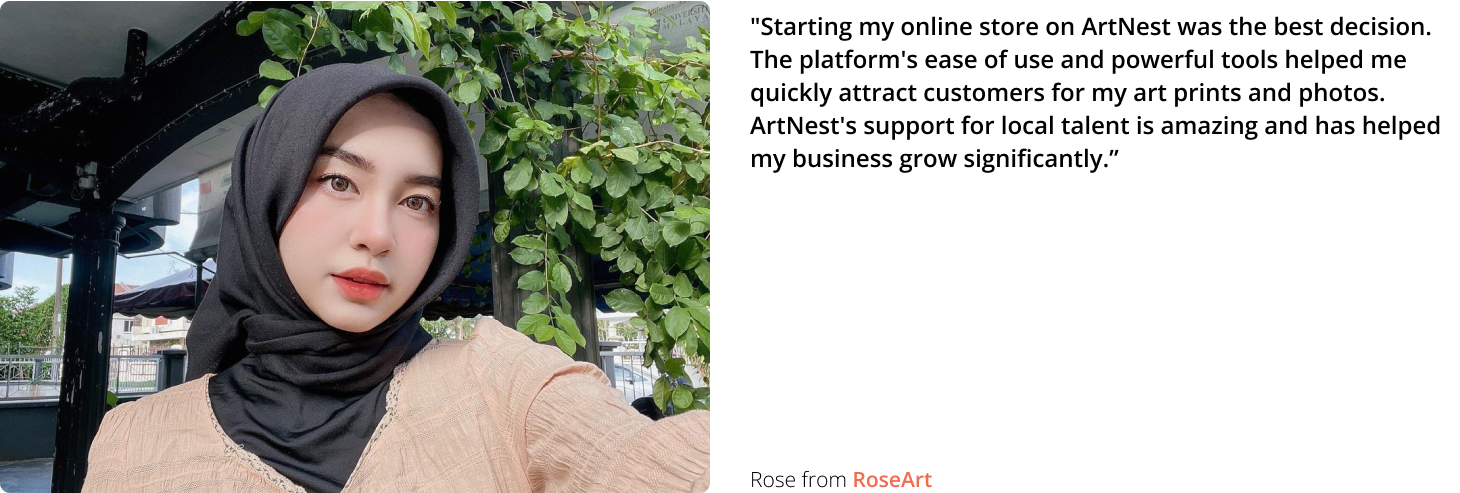 UNIVERSITI
"Starting my online store on ArtNest was the best decision.
The platform's ease of use and powerful tools helped me
quickly attract customers for my art prints and photos.
ArtNest's support for local talent is amazing and has helped
my business grow significantly.”
Rose from RoseArt